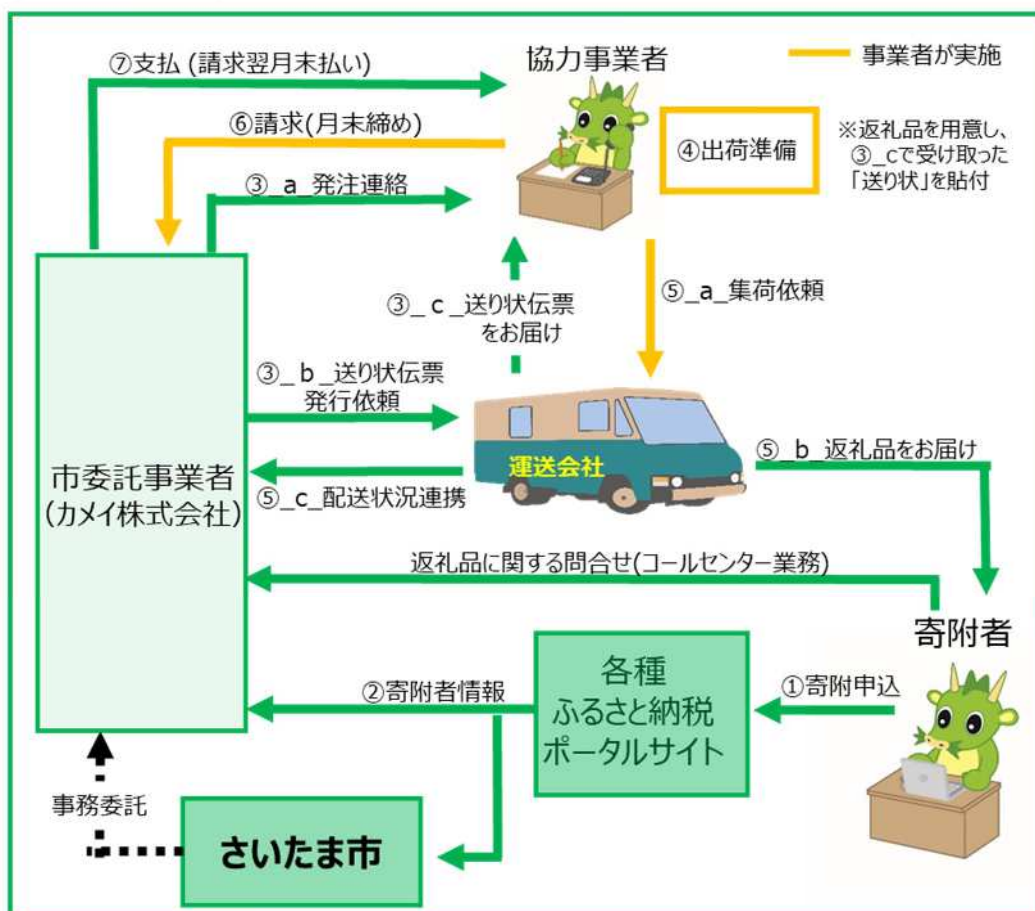 ⑦支払 (請求翌月末払い)
協力事業者
事業者が実施
⑥請求(月末締め)
④出荷準備
※返礼品を用意し、
③_cで受け取った
「送り状」を貼付
③_a_発注連絡
③_c_送り状伝票
をお届け
⑤_a_集荷依頼
③_b_送り状伝票
発行依頼
運送会社
⑤_b_返礼品をお届け
市委託事業者
(カメイ株式会社)
⑤_c_配送状況連携
返礼品に関する問合せ(コールセンター業務)
寄附者
各種
ふるさと納税
ポータルサイト
②寄附者情報
①寄附申込
事務委託
さいたま市